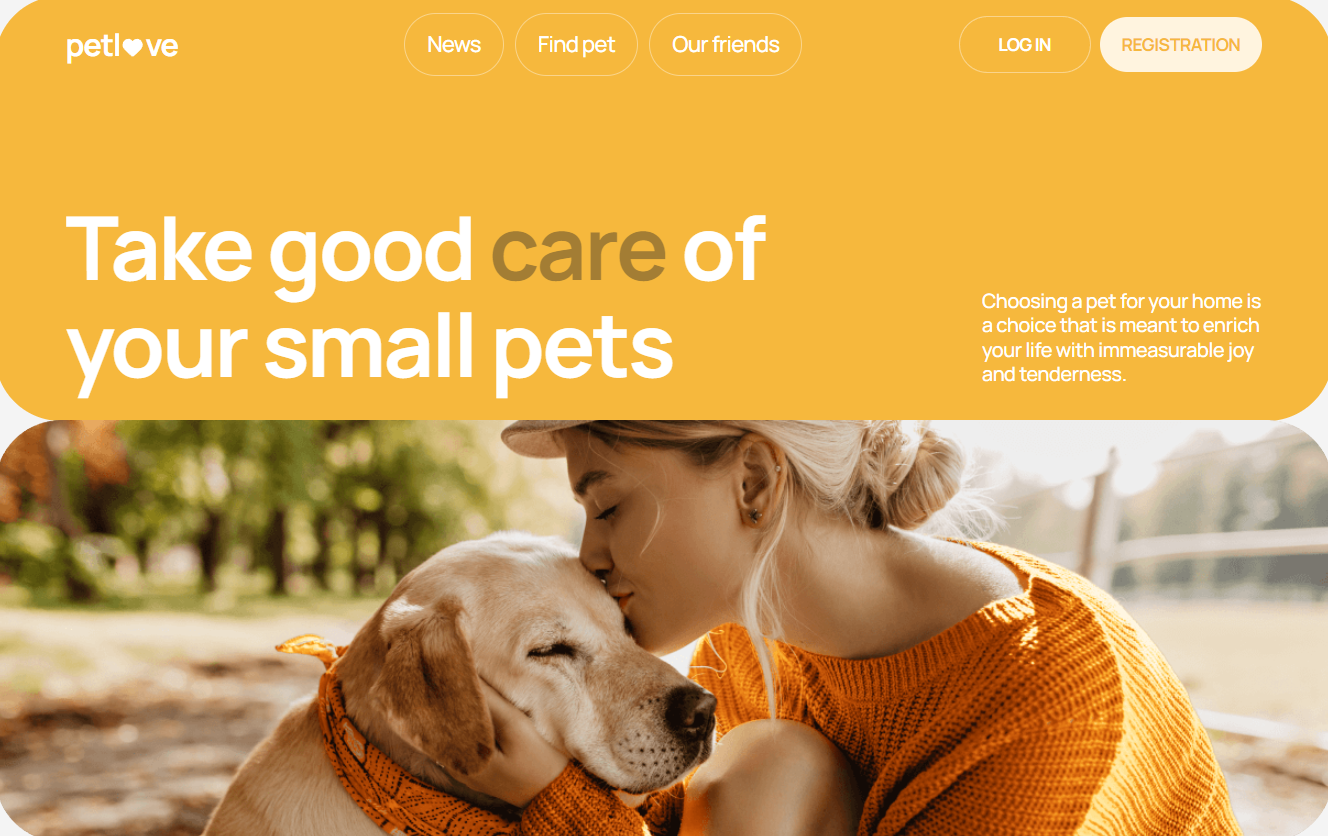 petl♥ve
News
Find pet
Our friends
LOG IN
REGISTRATION
Take good care of
your small pets
Choosing a pet for your home is
a choice that is meant to enrich
your life with immeasurable joy
and tenderness.